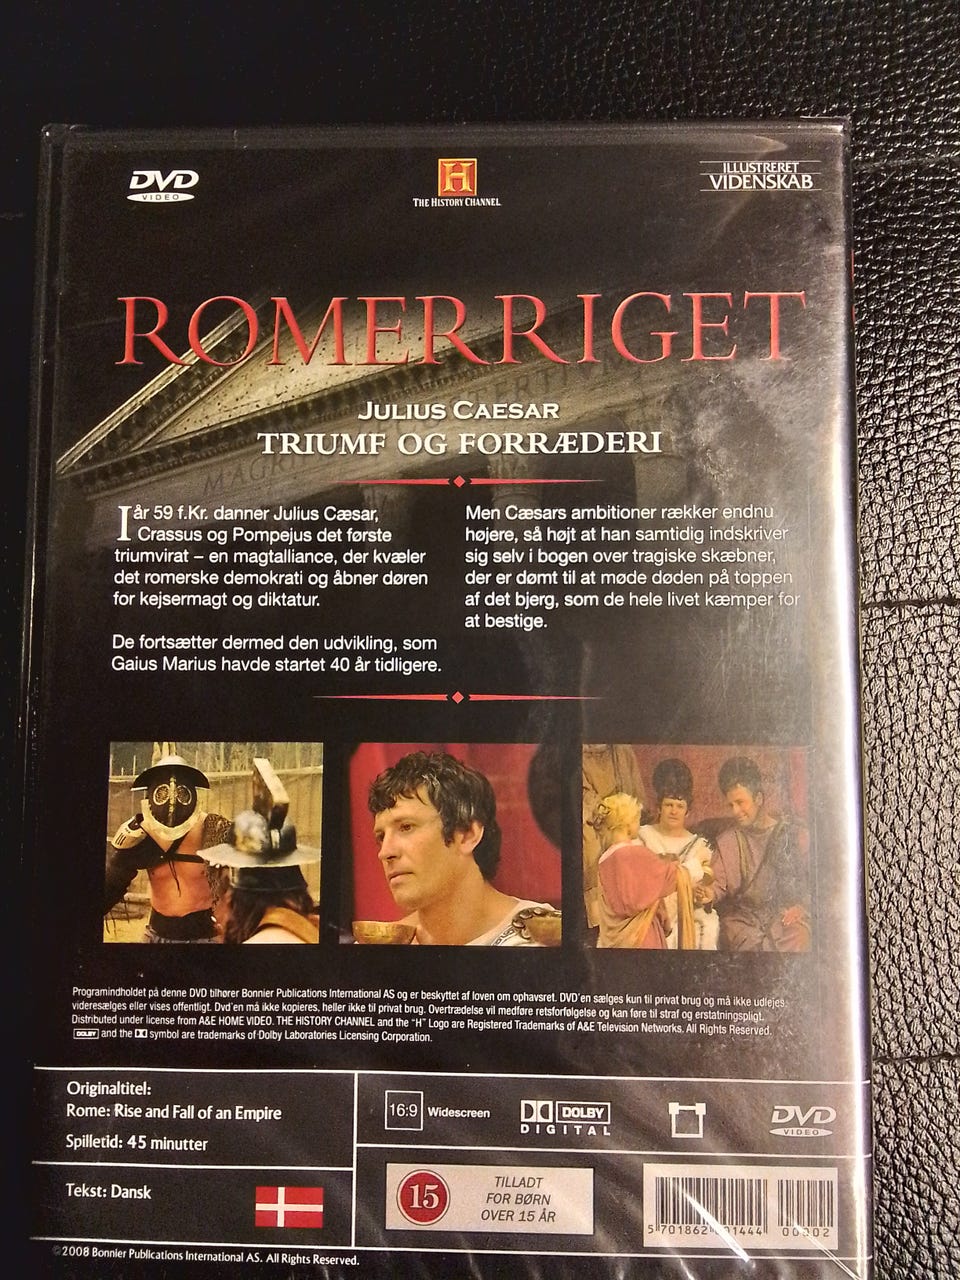 DVD
VIDEO
H
THE HISTORY CHANNEL
ILLUSTRERET
VIDENSKAB
ROMERRIGET
JULIUS CAESAR
TRIUMF OG FORRÆDERI
I år 59 f.Kr. danner Julius Cæsar,
Crassus og Pompejus det første
triumvirat – en magtalliance, der kvæler
det romerske demokrati og åbner døren
for kejsermagt og diktatur.
De fortsætter dermed den udvikling, som
Gaius Marius havde startet 40 år tidligere.
Men Cæsars ambitioner rækker endnu
højere, så højt at han samtidig indskriver
sig selv i bogen over tragiske skæbner,
der er dømt til at møde døden på toppen
af det bjerg, som de hele livet kæmper for
at bestige.
Programindholdet på denne DVD tilhører Bonnier Publications International AS og er beskyttet af loven om ophavsret. DVD'en sælges kun til privat brug og må ikke udlejes,
videresælges eller vises offentligt. Dvd'en må ikke kopieres, heller ikke til privat brug. Overtrædelse vil medføre retsforfølgelse og kan føre til straf og erstatningspligt.
Distributed under license from A&E HOME VIDEO. THE HISTORY CHANNEL and the "H" Logo are Registered Trademarks of A&E Television Networks. All Rights Reserved.
DOLBY and the DD symbol are trademarks of Dolby Laboratories Licensing Corporation.
Originaltitel:
Rome: Rise and Fall of an Empire
Spilletid: 45 minutter
Tekst: Dansk
16:9 Widescreen
DOLBY
DIGITAL
DVD
VIDEO
15
TILLADT
FOR BØRN
OVER 15 ÅR
©2008 Bonnier Publications International AS. All Rights Reserved.